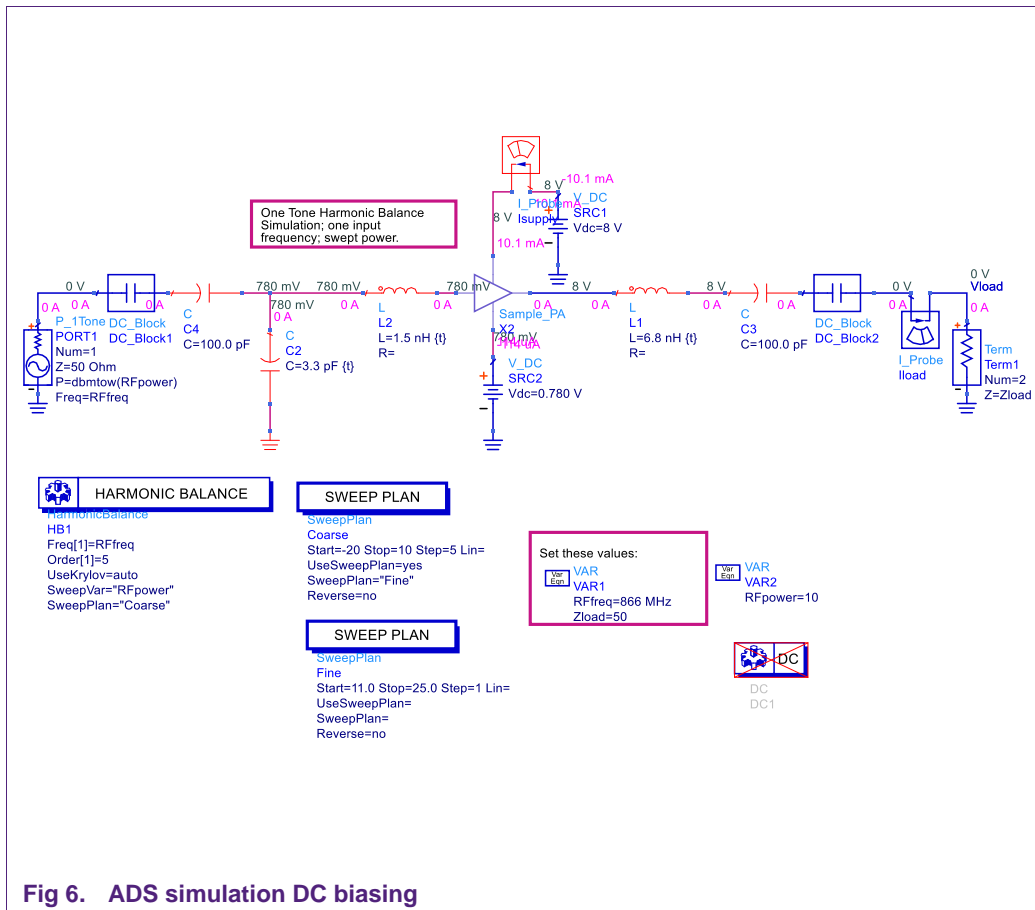 -10.1 mA
8 V
I_Probe
Isupply
V_DC
SRC1
Vdc=8 V
8 V
10.1 mA
One Tone Harmonic Balance
Simulation; one input
frequency; swept power.
0 V
0 A
0 A
0 A
P_1Tone
PORT1
Num=1
Z=50 Ohm
P=dbmtow(RFpower)
Freq=RFfreq
DC_Block
DC_Block1
C
C4
C=100.0 pF
780 mV
780 mV
780 mV
780 mV
0 A
C
C2
C=3.3 pF {t}
0 A
L
L2
L=1.5 nH {t}
R=
0 A
Sample_PA
X2
780 mV
V_DC
SRC2
Vdc=0.780 V
0 A
8 V
0 A
L
L1
L=6.8 nH {t}
R=
8 V
0 A
C
C3
C=100.0 pF
0 A
DC_Block
DC_Block2
0 V
0 A
I_Probe
Iload
0 V
Vload
0 A
Term
Term1
Num=2
Z=Zload
HARMONIC BALANCE
HarmonicBalance
HB1
Freq[1]=RFfreq
Order[1]=5
UseKrylov=auto
SweepVar="RFpower"
SweepPlan="Coarse"
SWEEP PLAN
SweepPlan
Coarse
Start=-20 Stop=10 Step=5 Lin=
UseSweepPlan=yes
SweepPlan="Fine"
Reverse=no
SWEEP PLAN
SweepPlan
Fine
Start=11.0 Stop=25.0 Step=1 Lin=
UseSweepPlan=
SweepPlan=
Reverse=no
Set these values:
Var
Eqn
VAR
VAR1
RFfreq=866 MHz
Zload=50
Var
Eqn
VAR
VAR2
RFpower=10
DC
DC
DC1
Fig 6. ADS simulation DC biasing